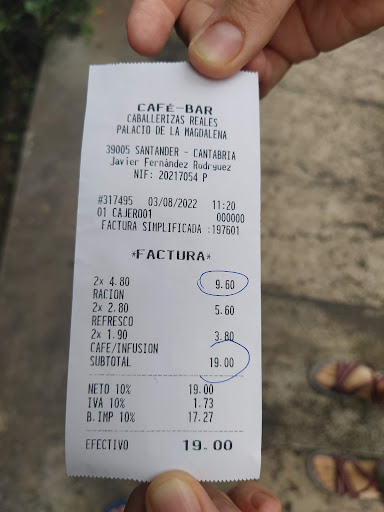 CAFÉ-BAR
CABALLERIZAS REALES
PALACIO DE LA MAGDALENA
39005 SANTANDER - CANTABRIA
Javier Fernández Rodrguez
NIF: 20217054 P
#317495 03/08/2022 11:20
01 CAJERO01 000000
FACTURA SIMPLIFICADA :197601
*FACTURA*
2x 4.80 9.60
RACION
2x 2.80 5.60
REFRESCO
2x 1.90 3.80
CAFE/INFUSION
SUBTOTAL 19.00
NETO 10% 19.00
IVA 10% 1.73
B.IMP 10% 17.27
EFECTIVO 19.00